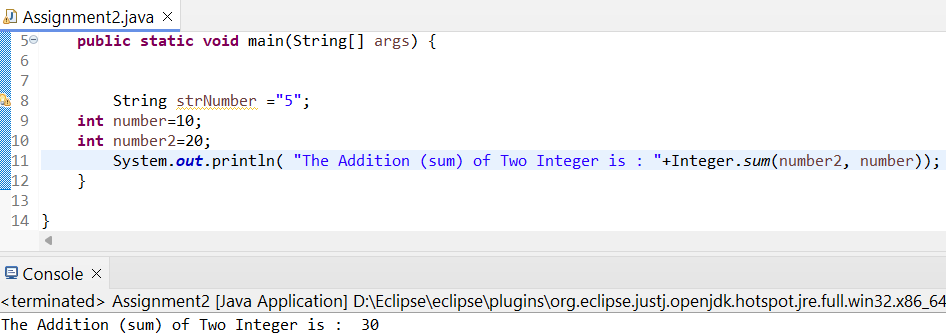 Assignment2.java
5 public static void main(String[] args) {
6
7
8 String strNumber ="5";
9 int number=10;
10 int number2=20;
11 System.out.println( "The Addition (sum) of Two Integer is : "+Integer.sum(number2, number));
12 }
13
14 }
Console
<terminated> Assignment2 [Java Application] D:\Eclipse\eclipse\plugins\org.eclipse.justj.openjdk.hotspot.jre.full.win32.x86_64
The Addition (sum) of Two Integer is :  30